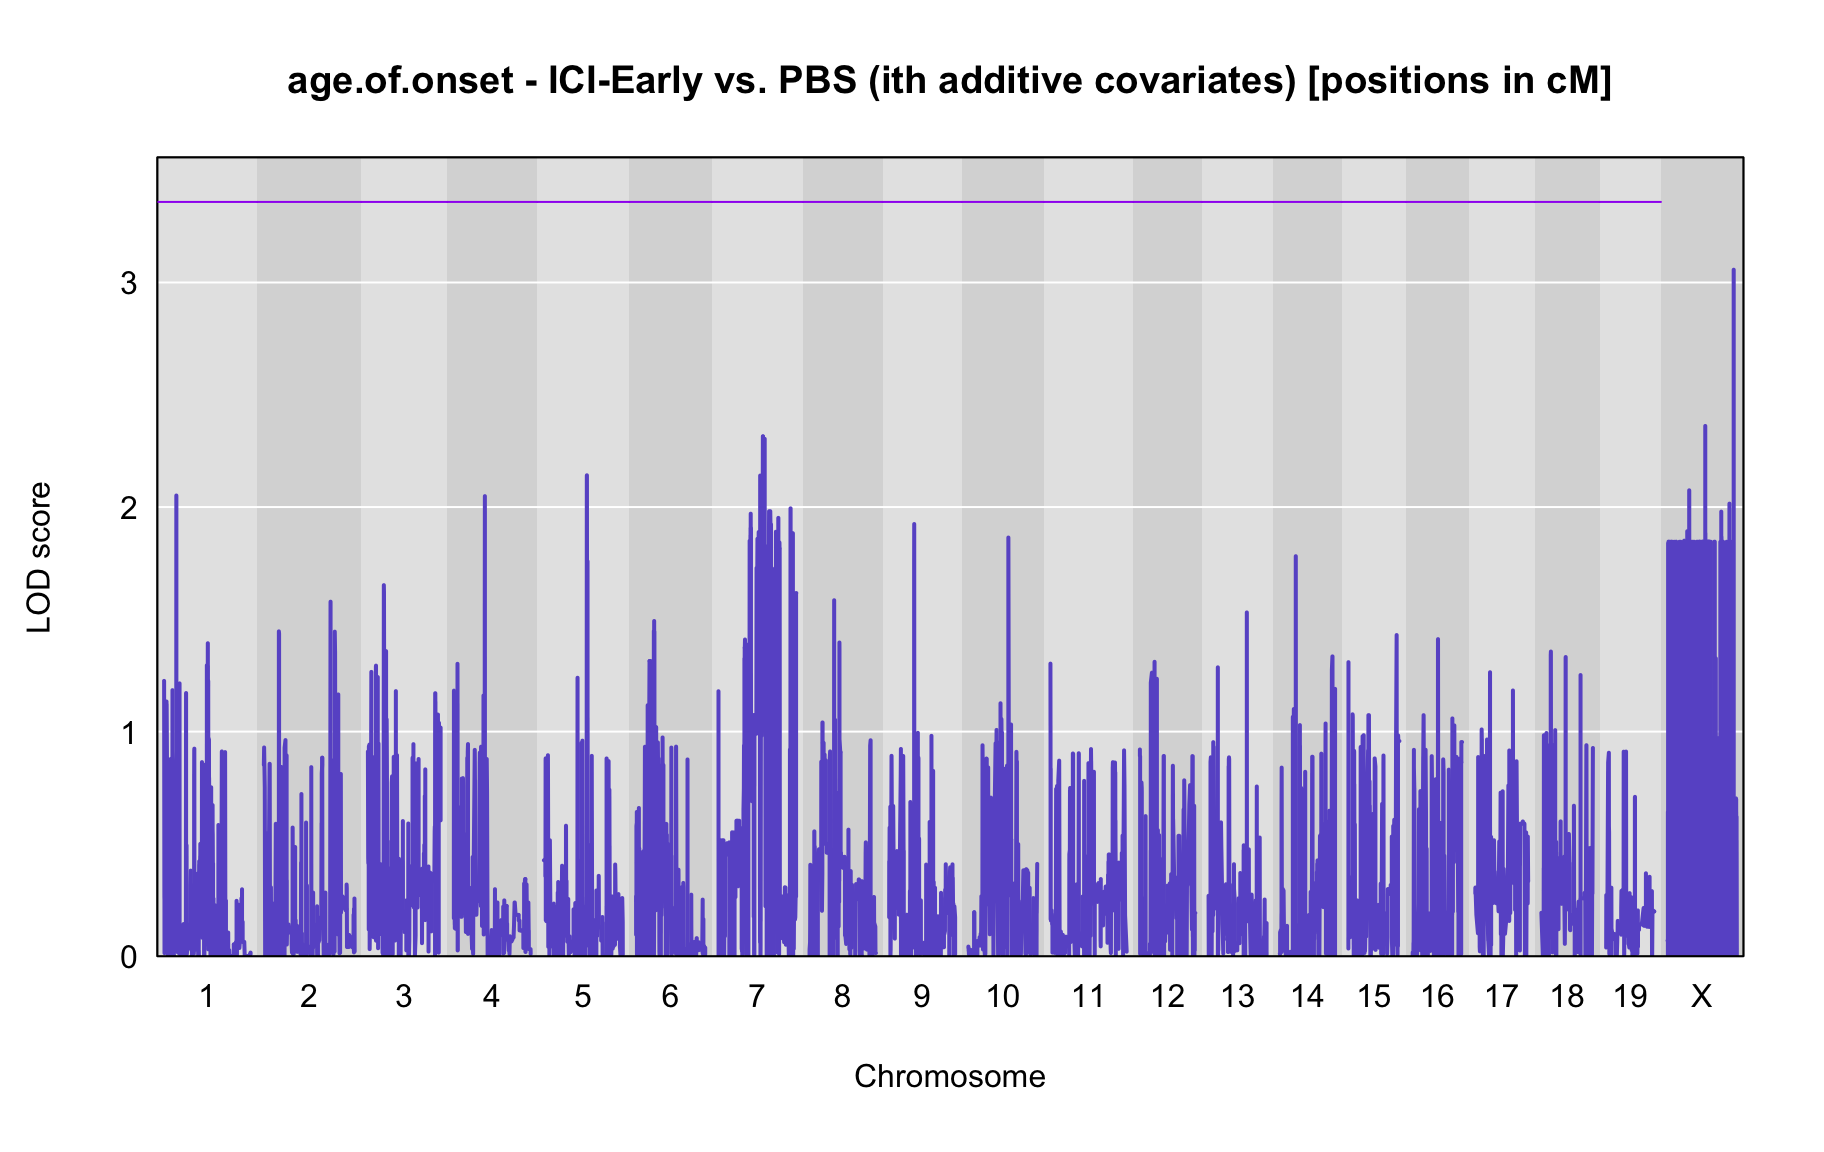 age.of.onset - ICI-Early vs. PBS (ith additive covariates) [positions in cM]
LOD score
3
2
1
0
1 2 3 4 5 6 7 8 9 10 11 12 13 14 15 16 17 18 19 X
Chromosome